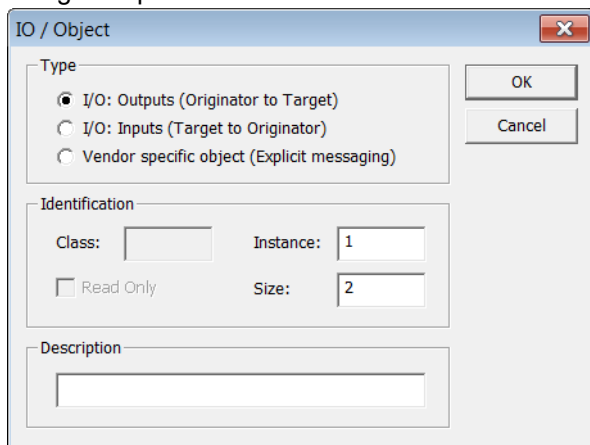 IO / Object
Type
I/O: Outputs (Originator to Target)
I/O: Inputs (Target to Originator)
Vendor specific object (Explicit messaging)
OK
Cancel
Identification
Class:
Instance: 1
Read Only
Size: 2
Description